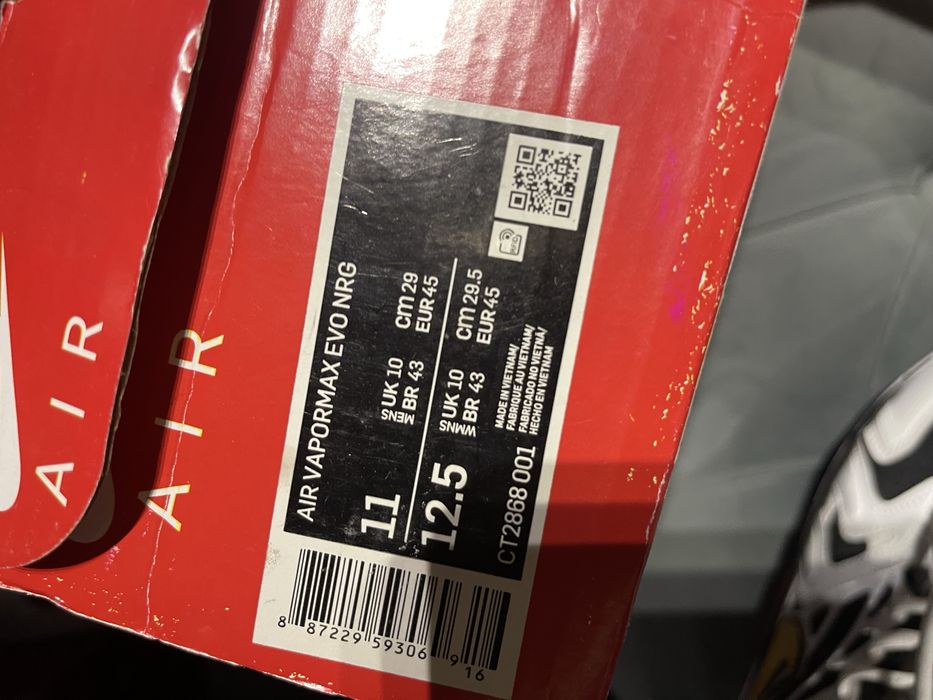 AIR
AIR
AIR VAPORMAX EVO NRG
11
MENS
UK 10
BR 43
cm 29
EUR 45
12.5
WMNS
UK 10
BR 43
cm 29.5
EUR 45
CT2868 001
MADE IN VIETNAM/
FABRIQUE AU VIETNAM/
FABRICADO NO VIETNÃ/
HECHO EN VIETNAM
RFID
8 87229 59306 9
16